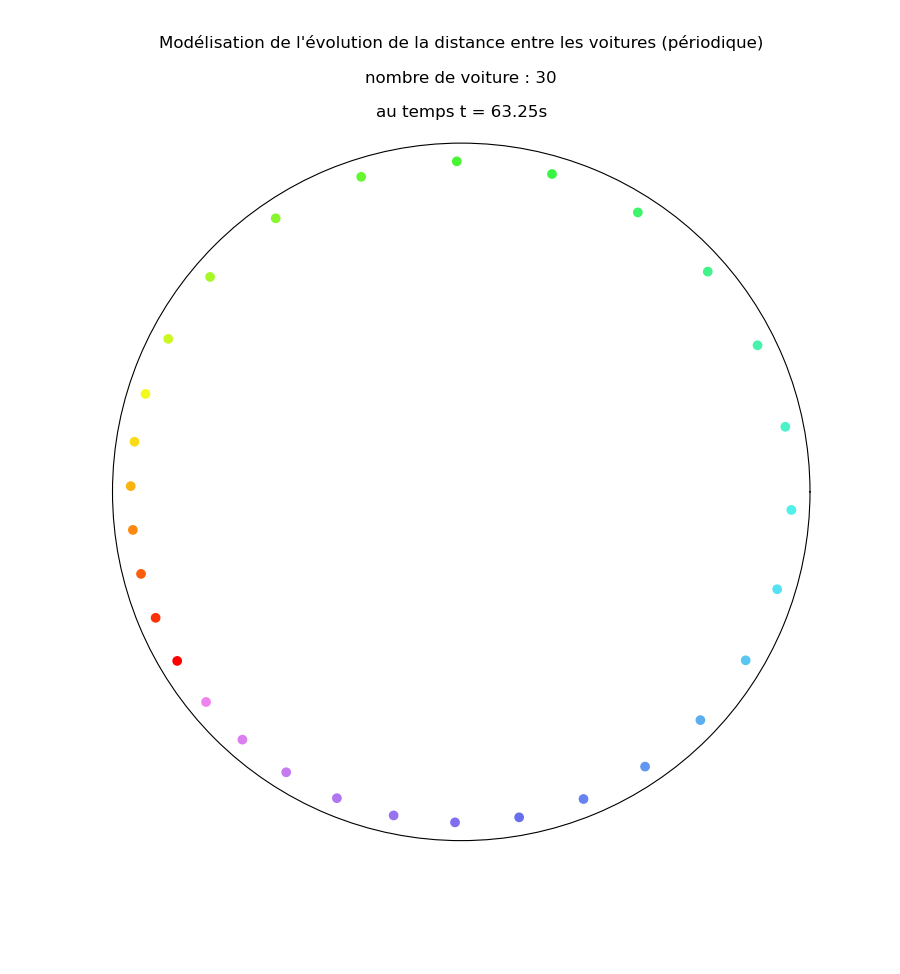 Modélisation de l'évolution de la distance entre les voitures (périodique)
nombre de voiture : 30
au temps t = 63.25s